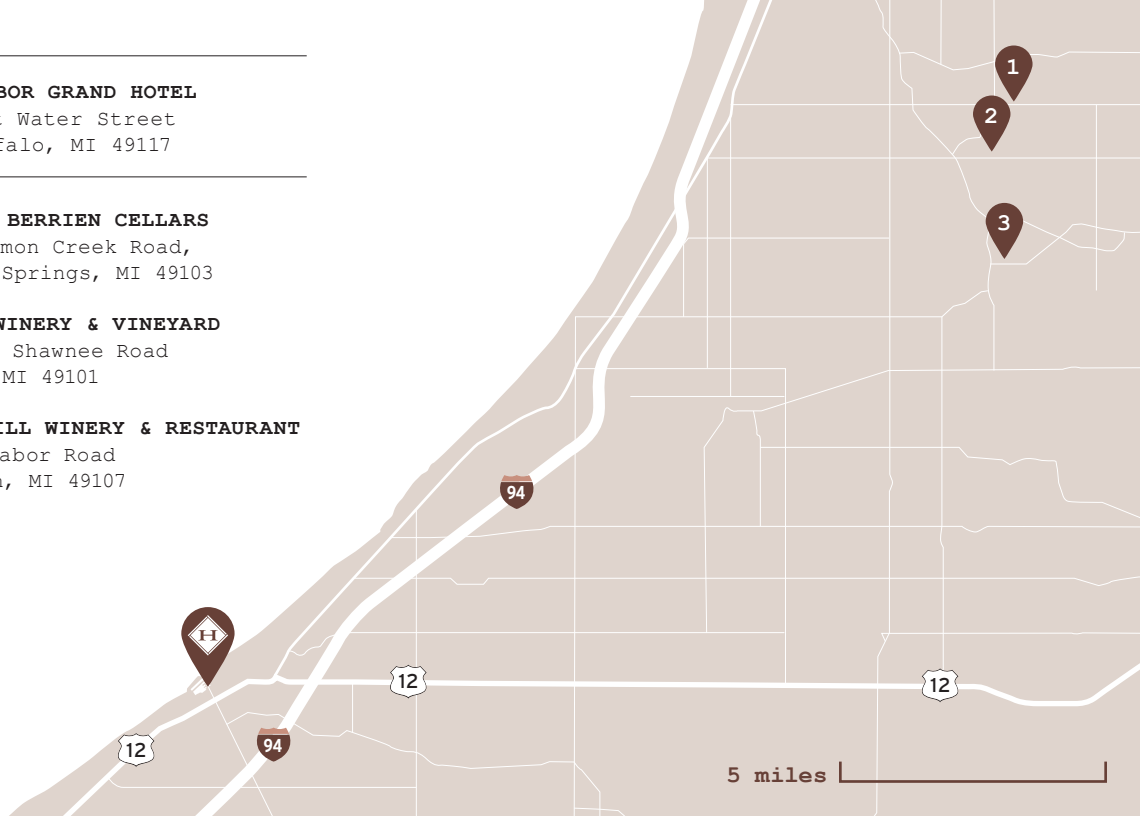 BOR GRAND HOTEL
Water Street
falo, MI 49117
BERRIEN CELLARS
mon Creek Road,
Springs, MI 49103
WINERY & VINEYARD
Shawnee Road
MI 49101
ILL WINERY & RESTAURANT
abor Road
, MI 49107
1
2
3
94
H
12
12
12
94
5 miles